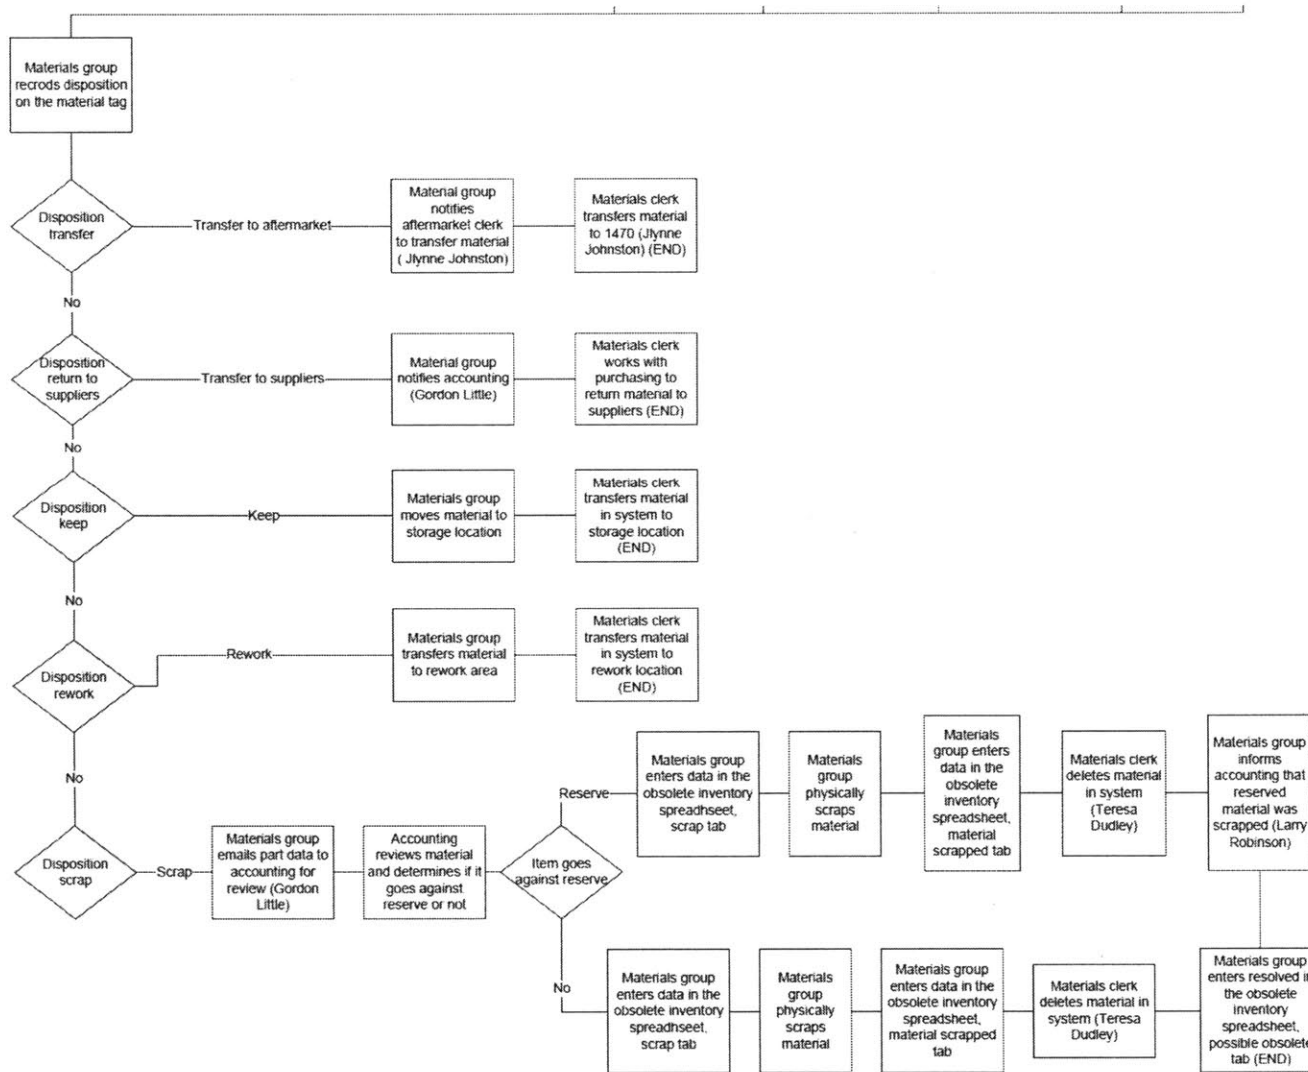 Materials group
recrods disposition
on the material tag
Disposition
transfer
Transfer to aftermarket
Material group
notifies
aftermarket clerk
to transfer material
( Jlynne Johnston)
Materials clerk
transfers material
to 1470 (Jlynne
Johnston) (END)
No
Disposition
return to
suppliers
Transfer to suppliers
Material group
notifies accounting
(Gordon Little)
Materials clerk
works with
purchasing to
return material to
suppliers (END)
No
Disposition
keep
Keep
Materials group
moves material to
storage location
Materials clerk
transfers material
in system to
storage location
(END)
No
Disposition
rework
Rework
Materials group
transfers material
to rework area
Materials clerk
transfers material
in system to
rework location
(END)
No
Disposition
scrap
Scrap
Materials group
emails part data to
accounting for
review (Gordon
Little)
Accounting
reviews material
and determines if it
goes against
reserve or not
Item goes
against reserve
Reserve
Materials group
enters data in the
obsolete inventory
spreadhseet,
scrap tab
Materials
group
physically
scraps
material
Materials
group enters
data in the
obsolete
inventory
spreadsheet,
material
scrapped tab
Materials clerk
deletes material
in system
(Teresa
Dudley)
Materials group
informs
accounting that
reserved
material was
scrapped (Larry
Robinson)
No
Materials group
enters data in the
obsolete inventory
spreadhseet,
scrap tab
Materials
group
physically
scraps
material
Materials group
enters data in the
obsolete inventory
spreadsheet,
material scrapped
tab
Materials clerk
deletes material in
system (Teresa
Dudley)
Materials group
enters resolved in
the obsolete
inventory
spreadsheet,
possible obsolete
tab (END)